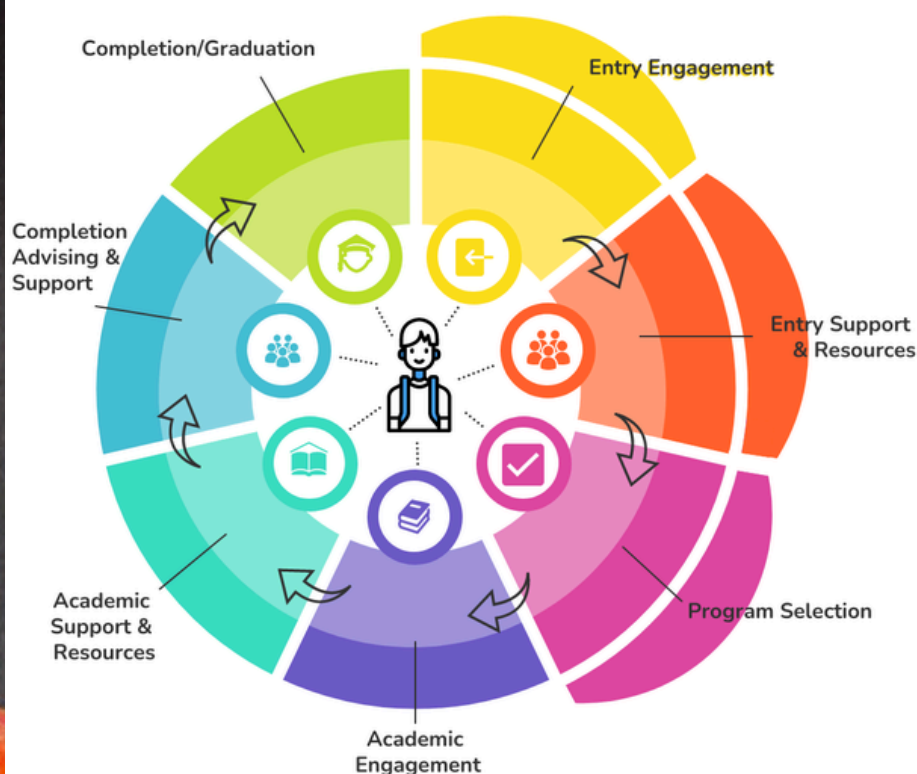 Completion/Graduation
Entry Engagement
Completion
Advising &
Support
Entry Support
& Resources
Academic
Support &
Resources
Program Selection
Academic
Engagement